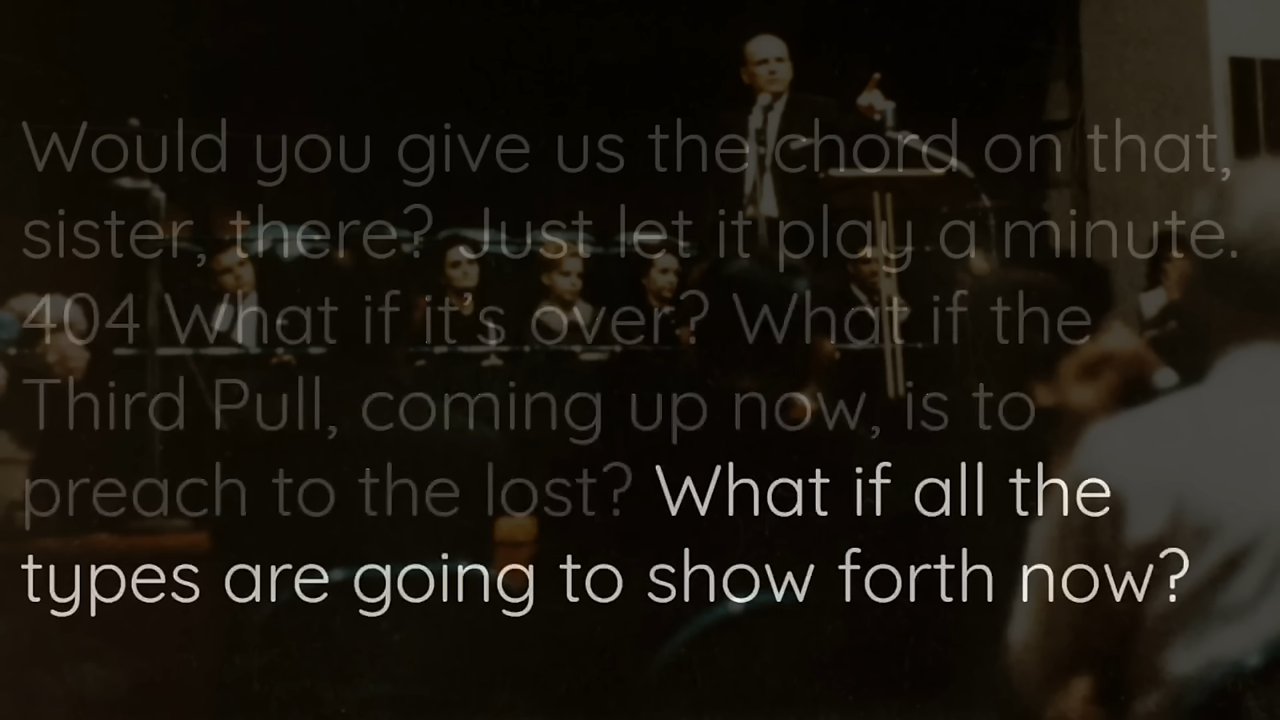 Would you give us the chord on that,
sister, there? Just let it play a minute.
404 What if it's over? What if the
Third Pull, coming up now, is to
preach to the lost? What if all the
types are going to show forth now?